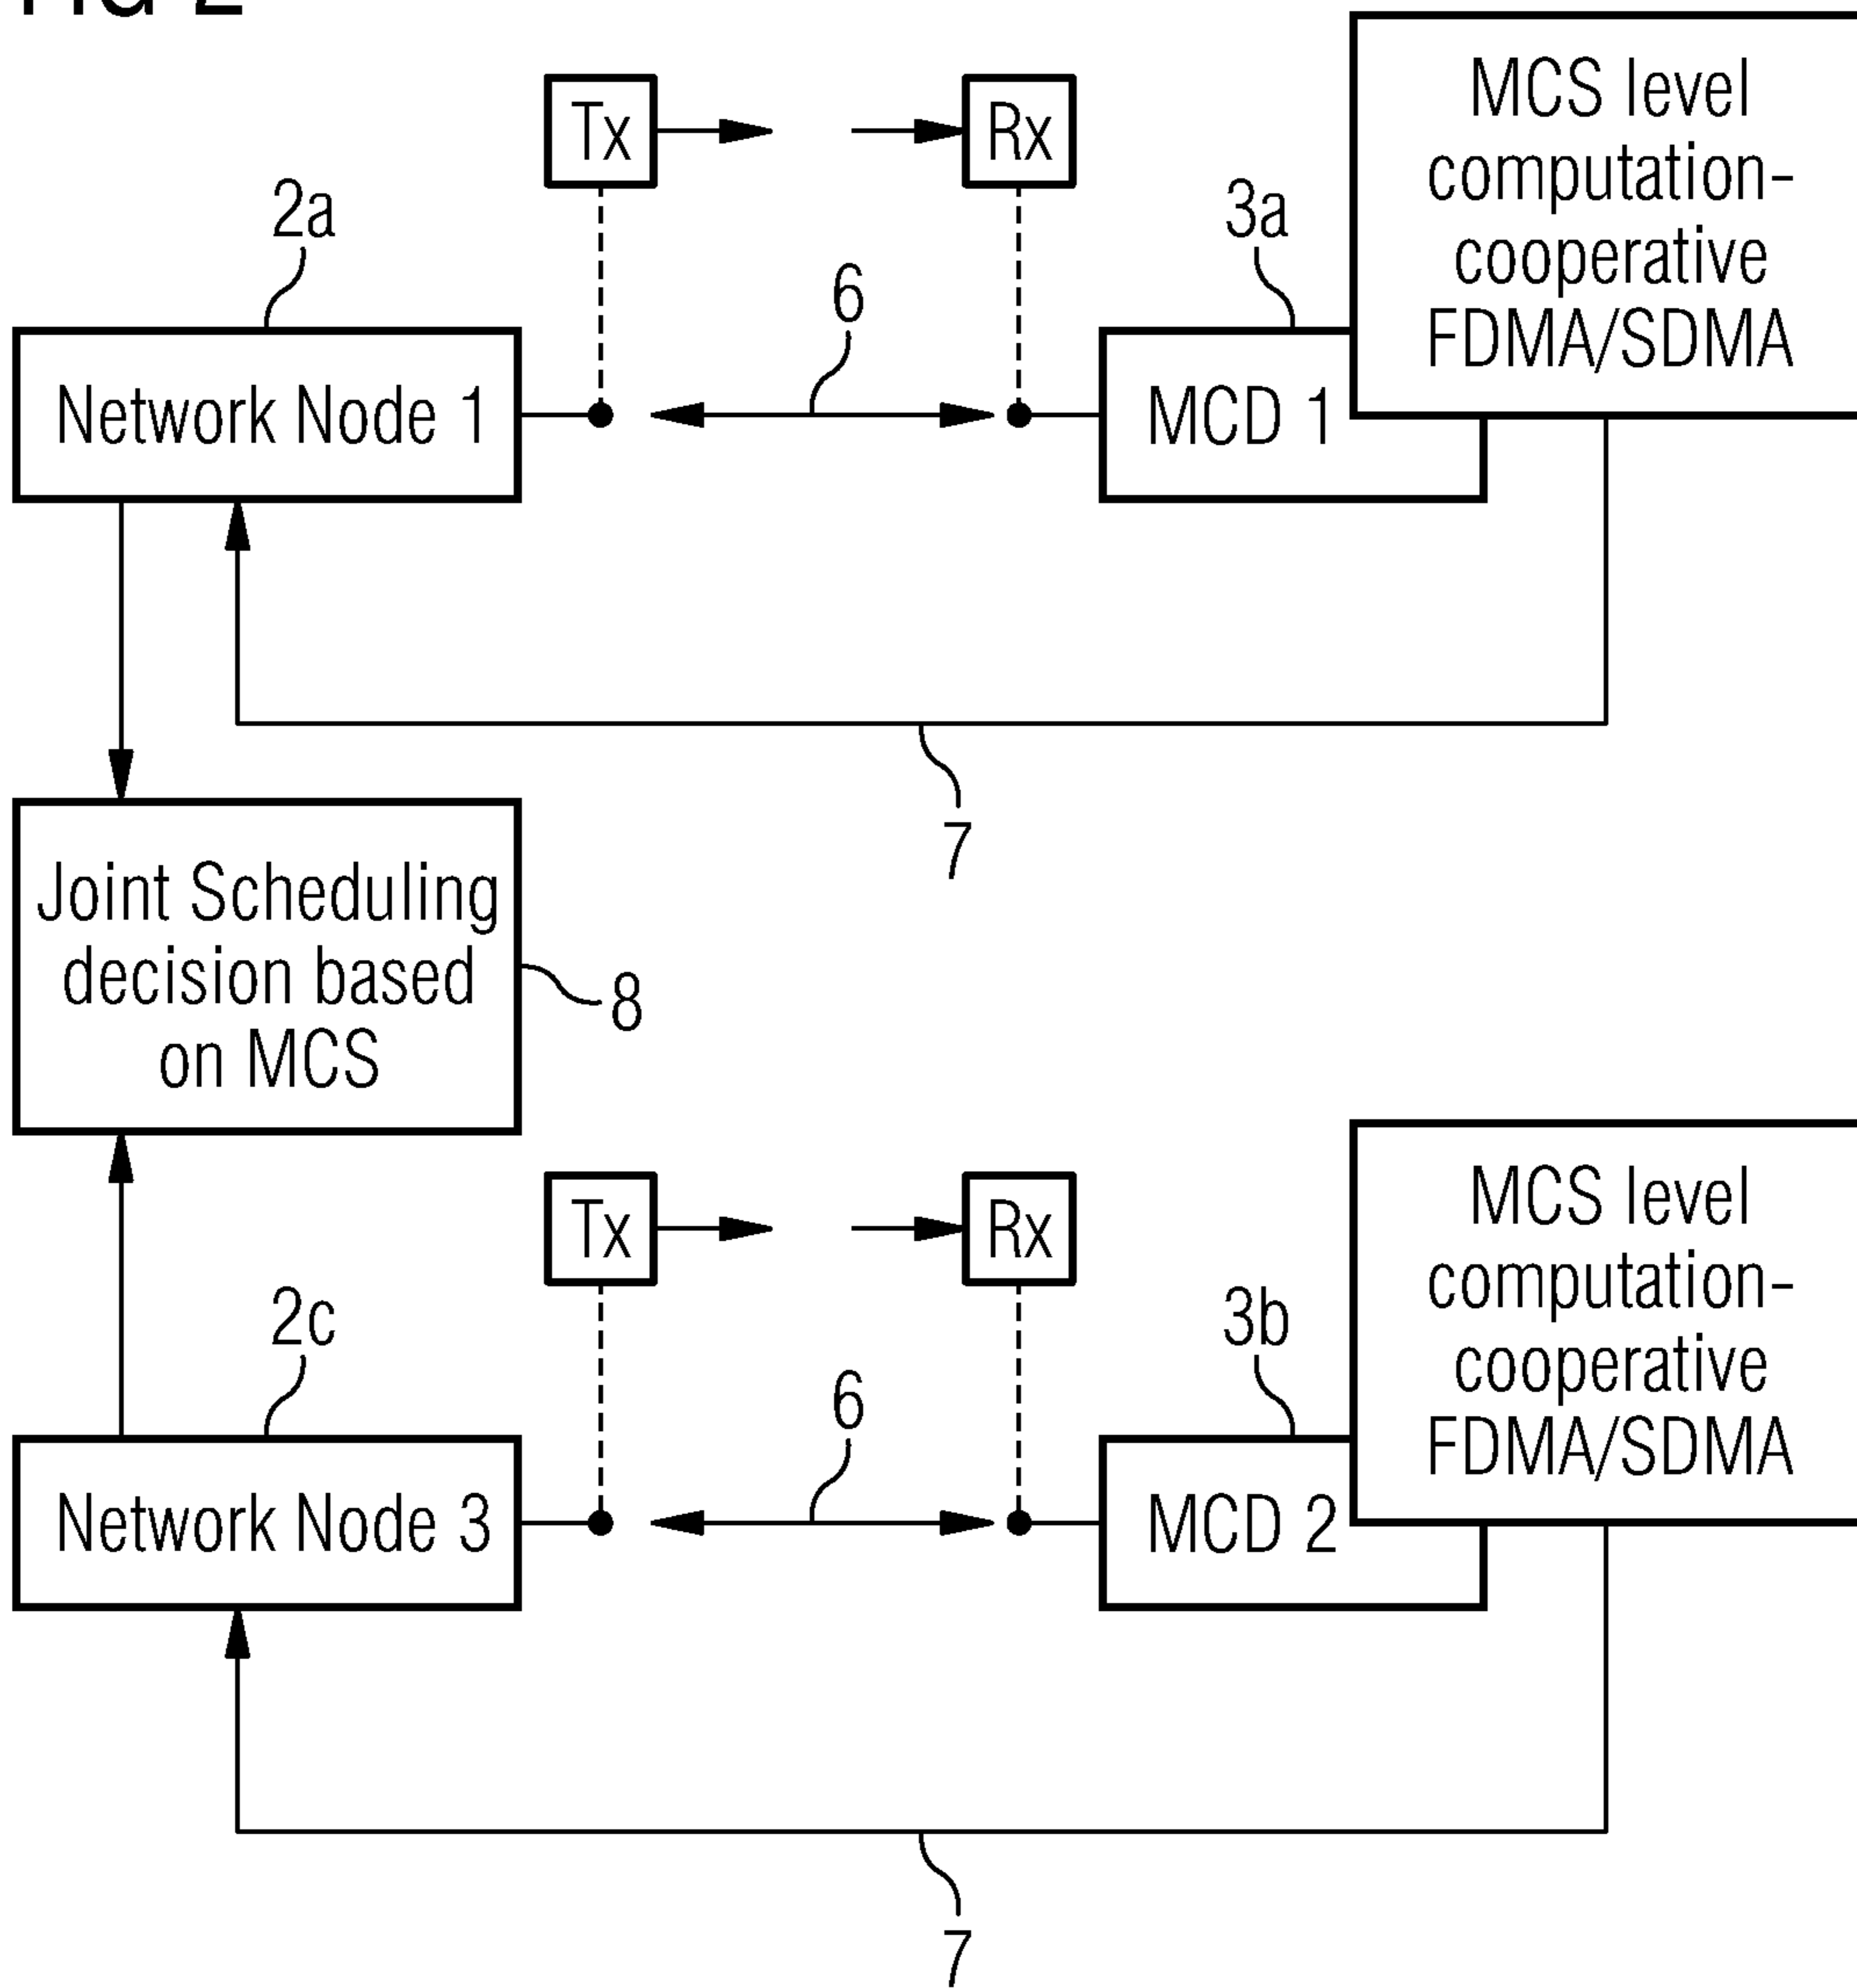 FIG 2
MCS level
computation-
cooperative
FDMA/SDMA
Tx
Rx
2a
3a
6
Network Node 1
MCD 1
7
Joint Scheduling
decision based
on MCS
8
MCS level
computation-
cooperative
FDMA/SDMA
Tx
Rx
2c
3b
6
Network Node 3
MCD 2
7